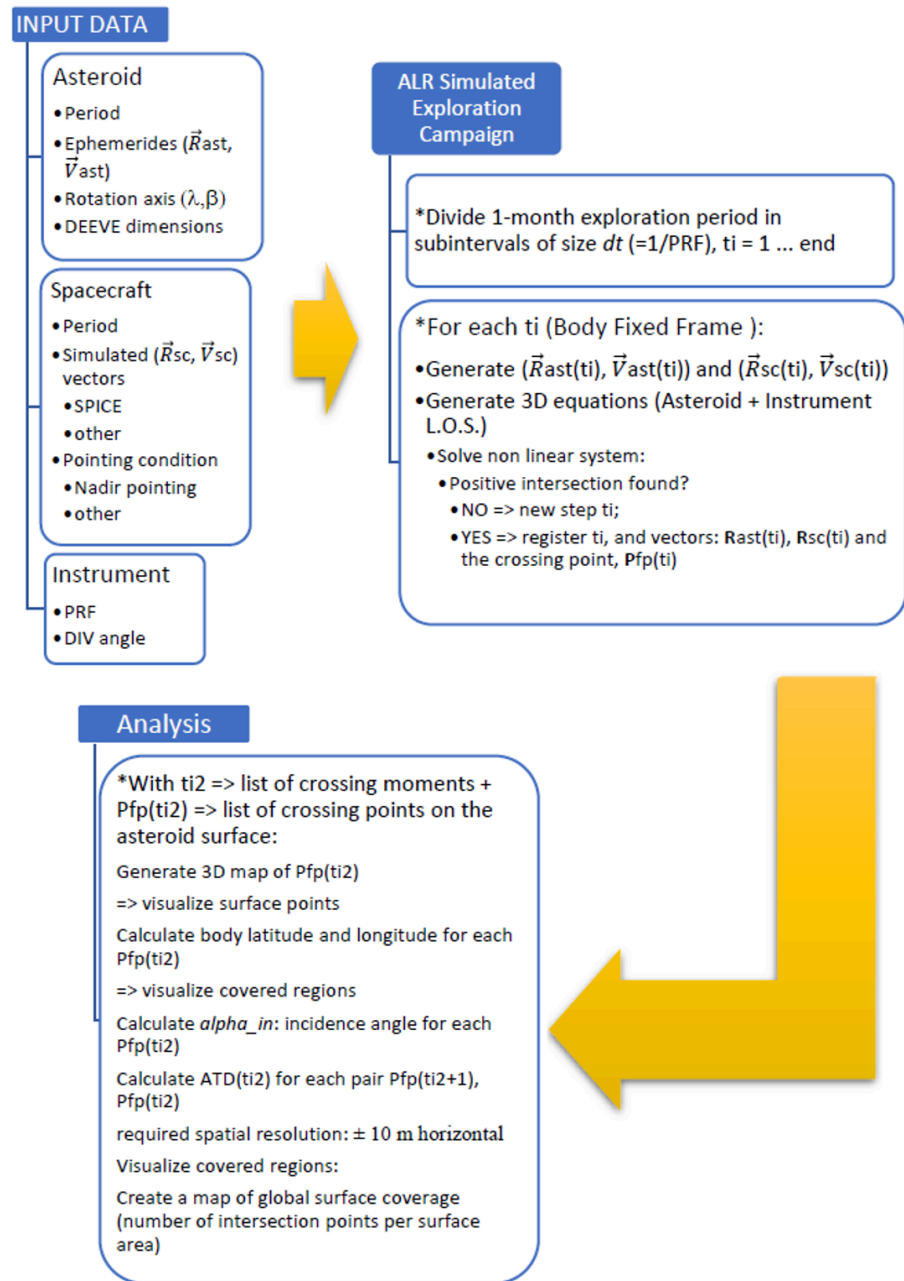 INPUT DATA
Asteroid
•Period
•Ephemerides (R⃗ast,
V⃗ast)
•Rotation axis (λ,β)
•DEEVE dimensions
Spacecraft
•Period
•Simulated (R⃗sc, V⃗sc)
vectors
•SPICE
•other
•Pointing condition
•Nadir pointing
•other
Instrument
•PRF
•DIV angle
ALR Simulated
Exploration
Campaign
*Divide 1-month exploration period in
subintervals of size dt (=1/PRF), ti = 1 ... end
*For each ti (Body Fixed Frame ):
•Generate (R⃗ast(ti), V⃗ast(ti)) and (R⃗sc(ti), V⃗sc(ti))
•Generate 3D equations (Asteroid + Instrument
L.O.S.)
•Solve non linear system:
•Positive intersection found?
•NO => new step ti;
•YES => register ti, and vectors: Rast(ti), Rsc(ti) and
the crossing point, Pfp(ti)
Analysis
*With ti2 => list of crossing moments +
Pfp(ti2) => list of crossing points on the
asteroid surface:
Generate 3D map of Pfp(ti2)
=> visualize surface points
Calculate body latitude and longitude for each
Pfp(ti2)
=> visualize covered regions
Calculate alpha_in: incidence angle for each
Pfp(ti2)
Calculate ATD(ti2) for each pair Pfp(ti2+1),
Pfp(ti2)
required spatial resolution: ± 10 m horizontal
Visualize covered regions:
Create a map of global surface coverage
(number of intersection points per surface
area)